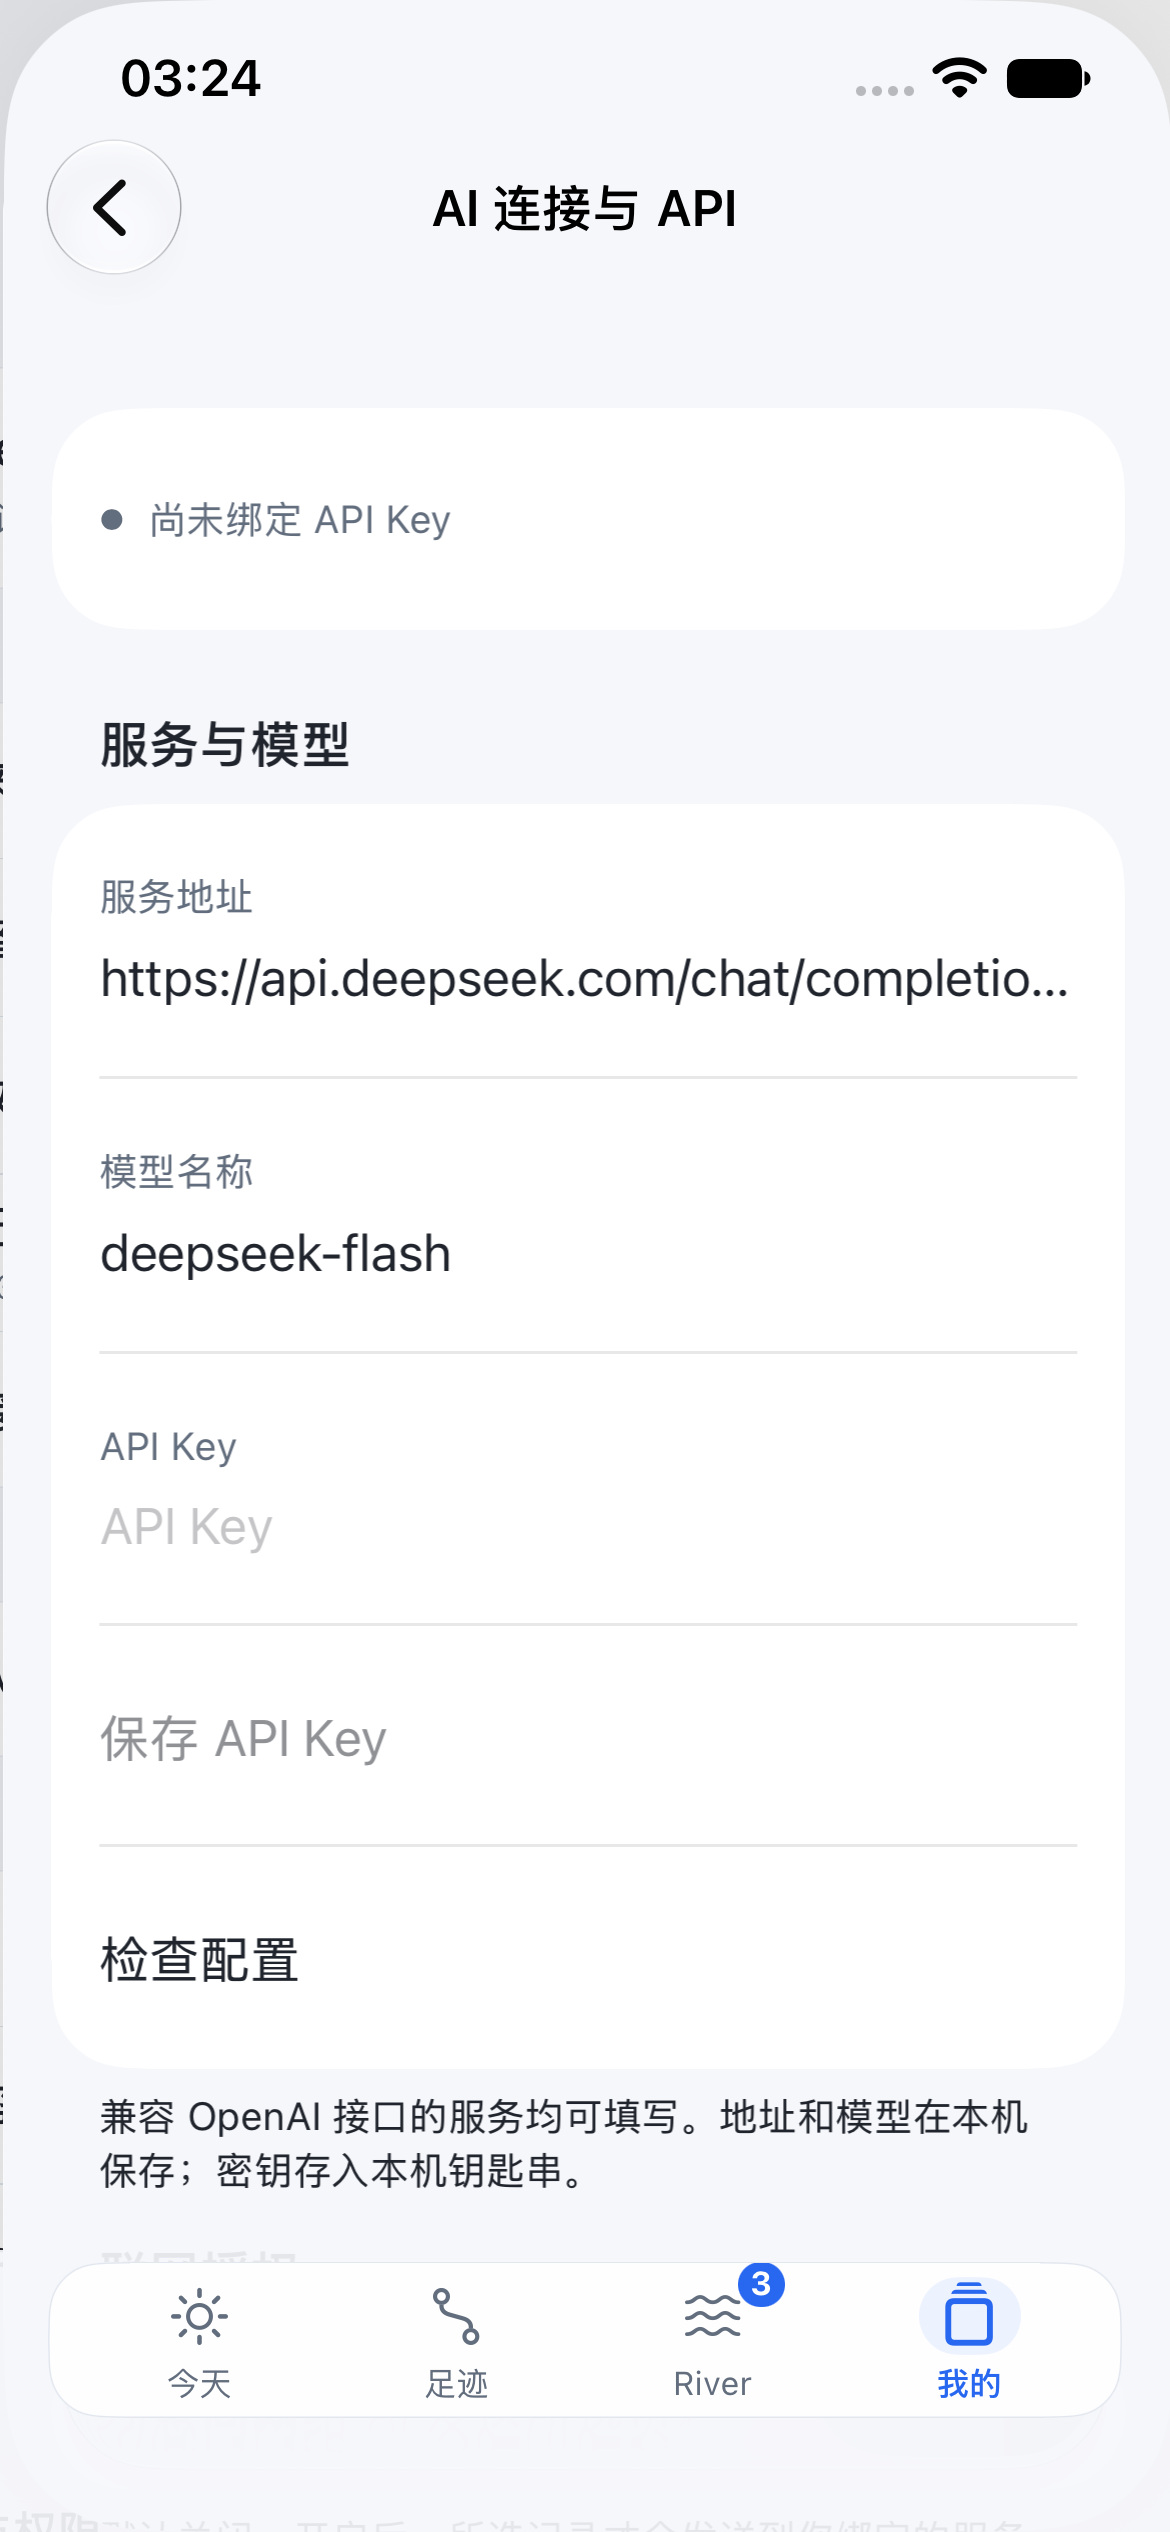 03:24
AI 连接与 API
尚未绑定 API Key
服务与模型
服务地址
https://api.deepseek.com/chat/completio...
模型名称
deepseek-flash
API Key
API Key
保存 API Key
检查配置
兼容 OpenAI 接口的服务均可填写。地址和模型在本机
保存；密钥存入本机钥匙串。
3
今天
足迹
River
我的